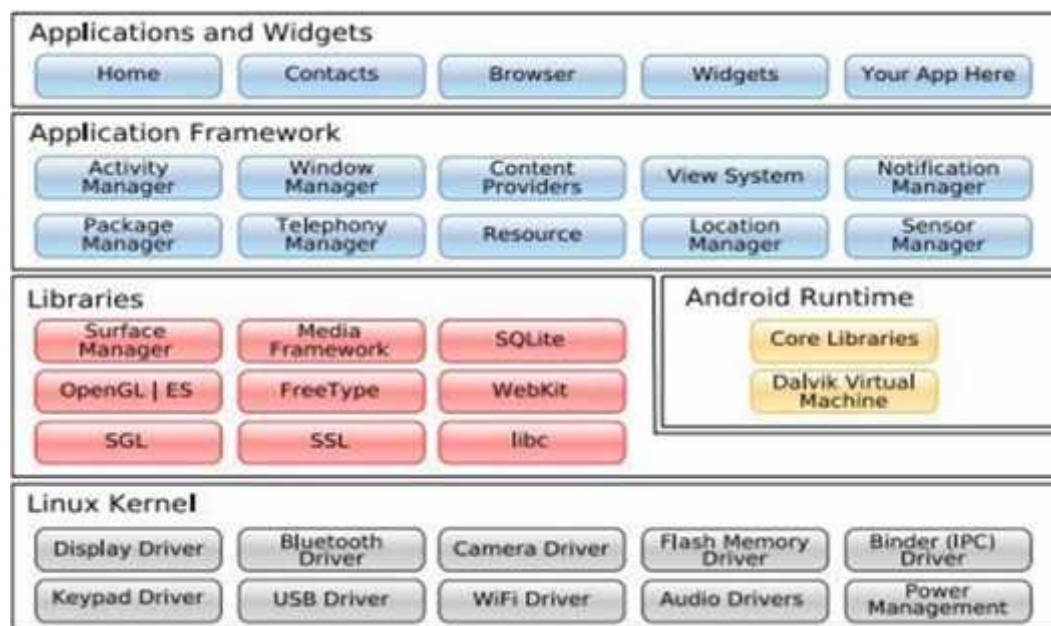 Applications and Widgets
Home
Contacts
Browser
Widgets
Your App Here
Application Framework
Activity
Manager
Window
Manager
Content
Providers
View System
Notification
Manager
Package
Manager
Telephony
Manager
Resource
Location
Manager
Sensor
Manager
Libraries
Surface
Manager
Media
Framework
SQLite
OpenGL | ES
FreeType
WebKit
SGL
SSL
libc
Android Runtime
Core Libraries
Dalvik Virtual
Machine
Linux Kernel
Display Driver
Bluetooth
Driver
Camera Driver
Flash Memory
Driver
Binder (IPC)
Driver
Keypad Driver
USB Driver
WiFi Driver
Audio Drivers
Power
Management